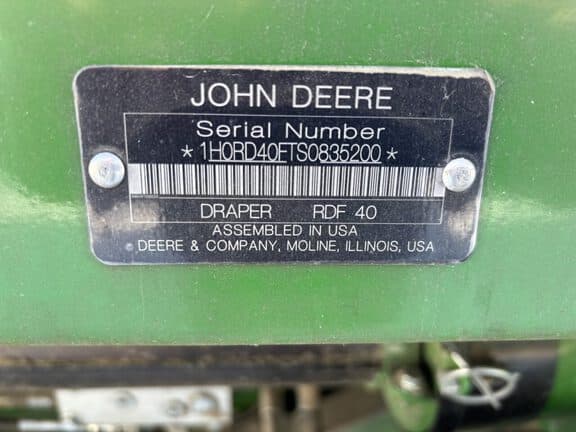 JOHN DEERE
Serial Number
*1H0RD40FTS0835200*
DRAPER RDF 40
ASSEMBLED IN USA
DEERE & COMPANY, MOLINE, ILLINOIS, USA